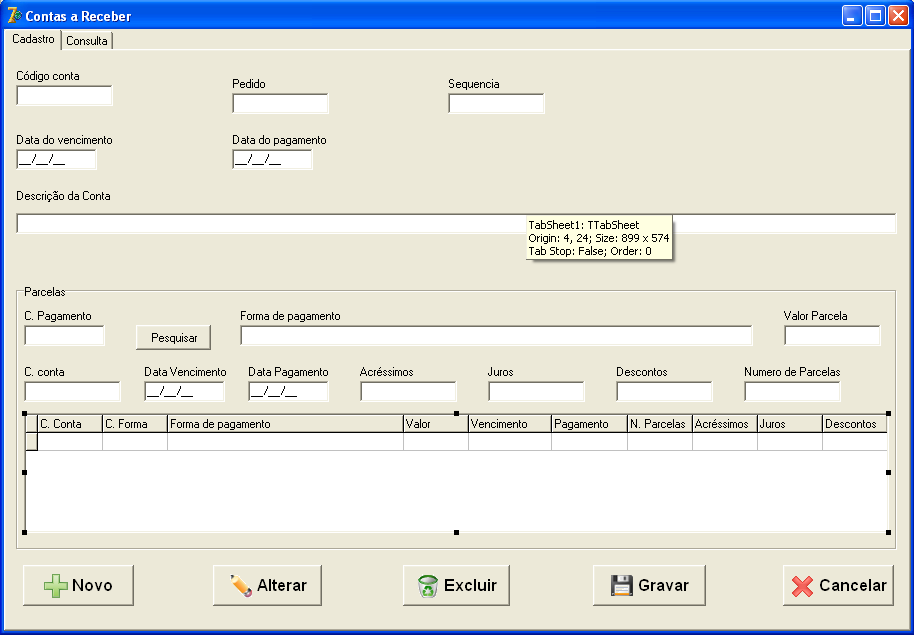 Contas a Receber
Cadastro Consulta
Código conta
Pedido
Sequencia
Data do vencimento
Data do pagamento
__/__/__
__/__/__
Descrição da Conta
TabSheet1: TTabSheet
Origin: 4, 24; Size: 899 x 574
Tab Stop: False; Order: 0
Parcelas
C. Pagamento
Pesquisar
Forma de pagamento
Valor Parcela
C. conta
Data Vencimento
Data Pagamento
Acréssimos
Juros
Descontos
Numero de Parcelas
__/__/__
__/__/__
C. Conta C. Forma Forma de pagamento Valor Vencimento Pagamento N. Parcelas Acréssimos Juros Descontos
Novo Alterar Excluir Gravar Cancelar